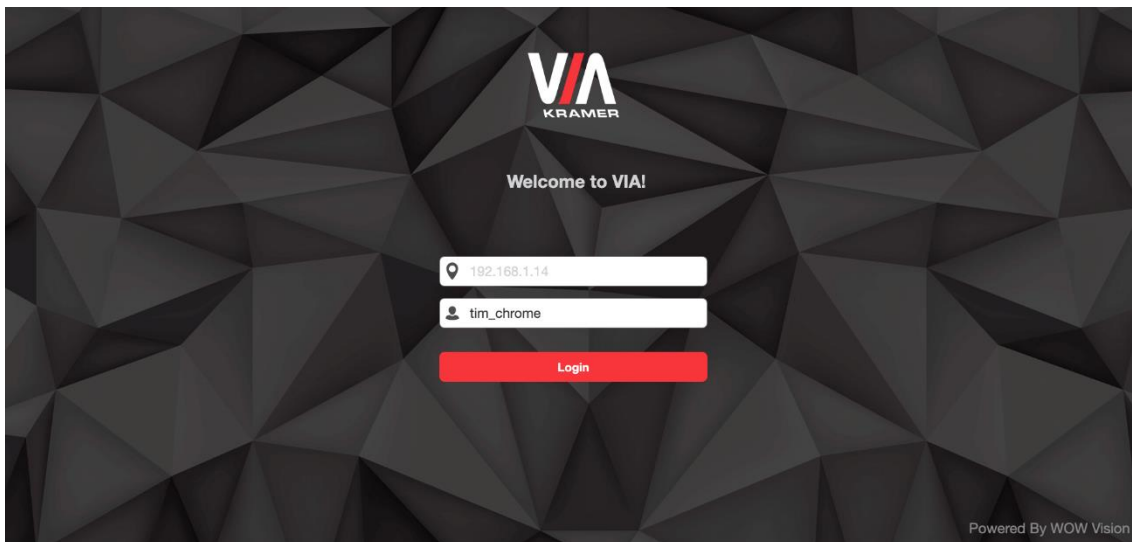 VIA
KRAMER
Welcome to VIA!
192.168.1.14
tim_chrome
Login
Powered By WOW Vision